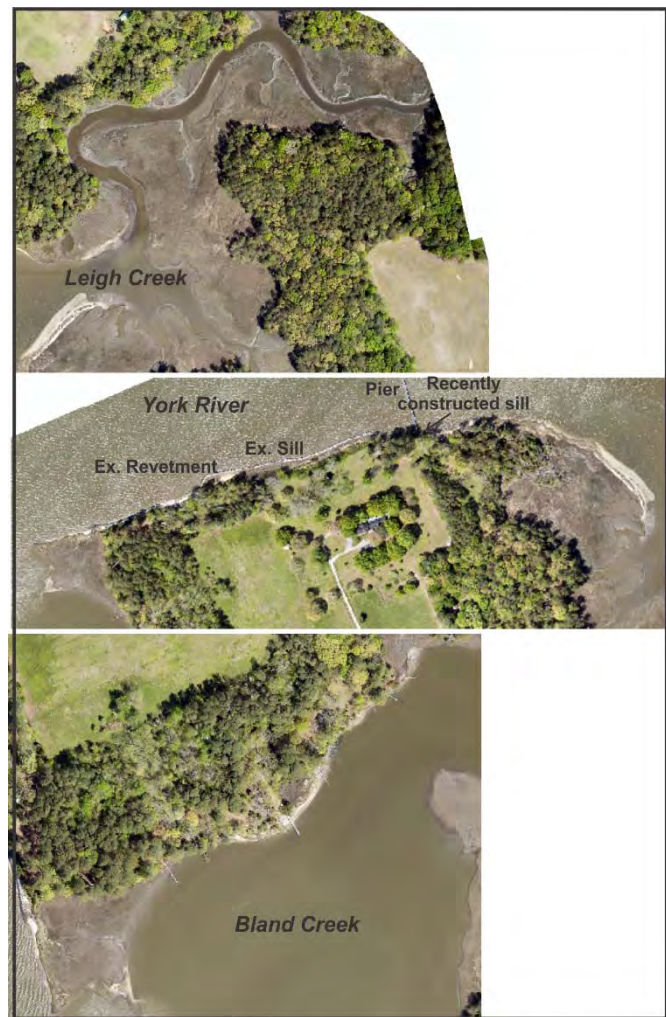 Leigh Creek
York River
Pier
Recently
constructed sill
Ex. Sill
Ex. Revetment
Bland Creek